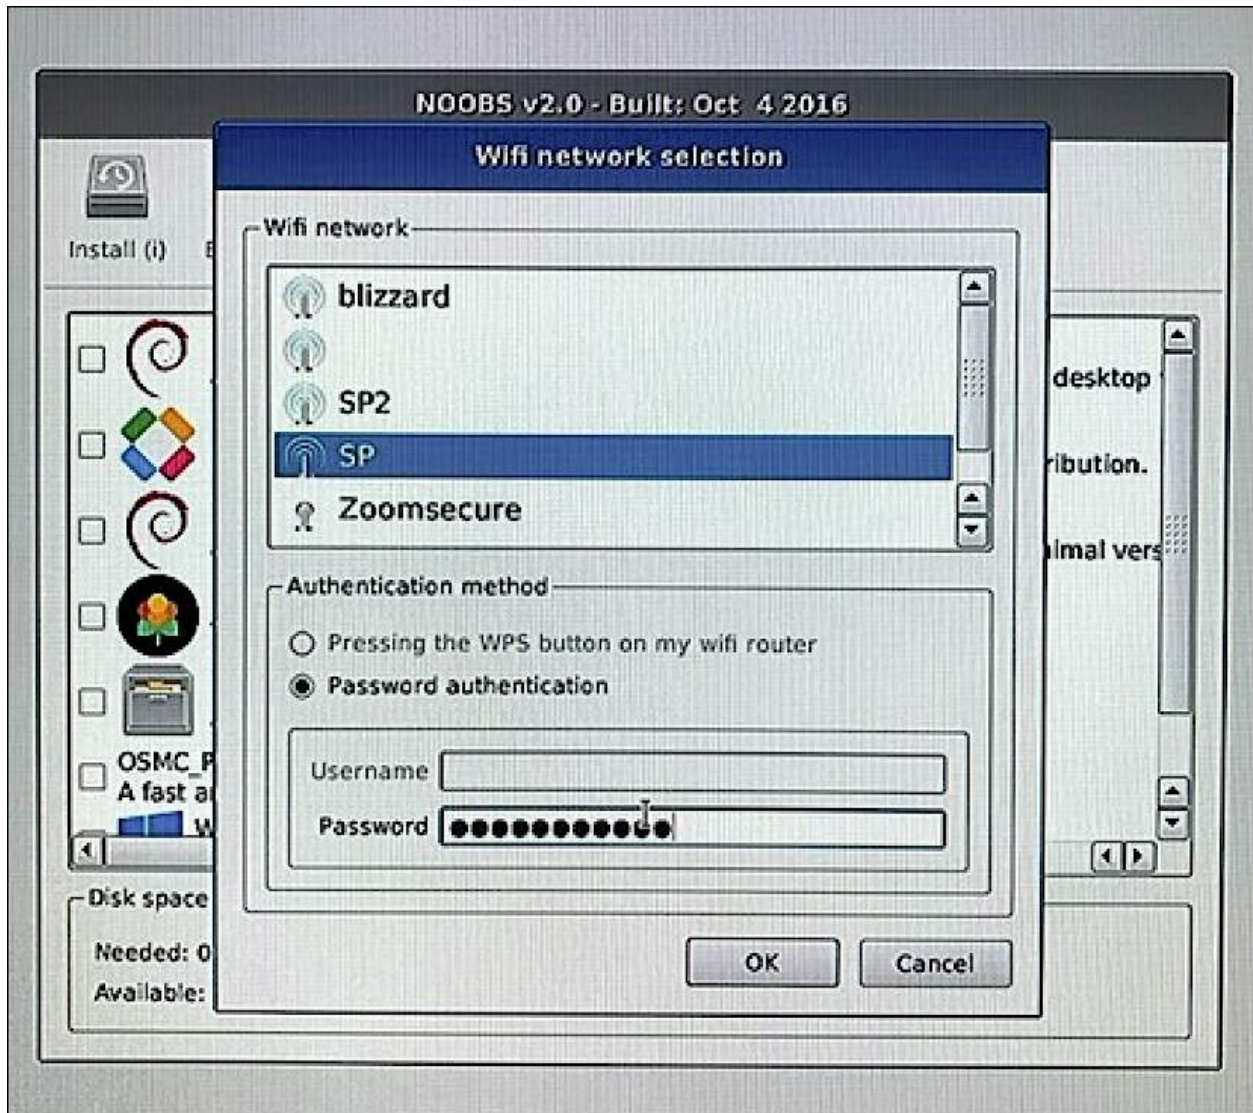 NOOBS v2.0 - Built: Oct 4 2016
Wifi network selection
Install (i)
Wifi network
blizzard
SP2
SP
Zoomsecure
desktop
ribution.
Authentication method
Pressing the WPS button on my wifi router
Password authentication
Username
Password
OSMC_P
A fast a
W
Disk space
Needed: 0
Available:
OK
Cancel